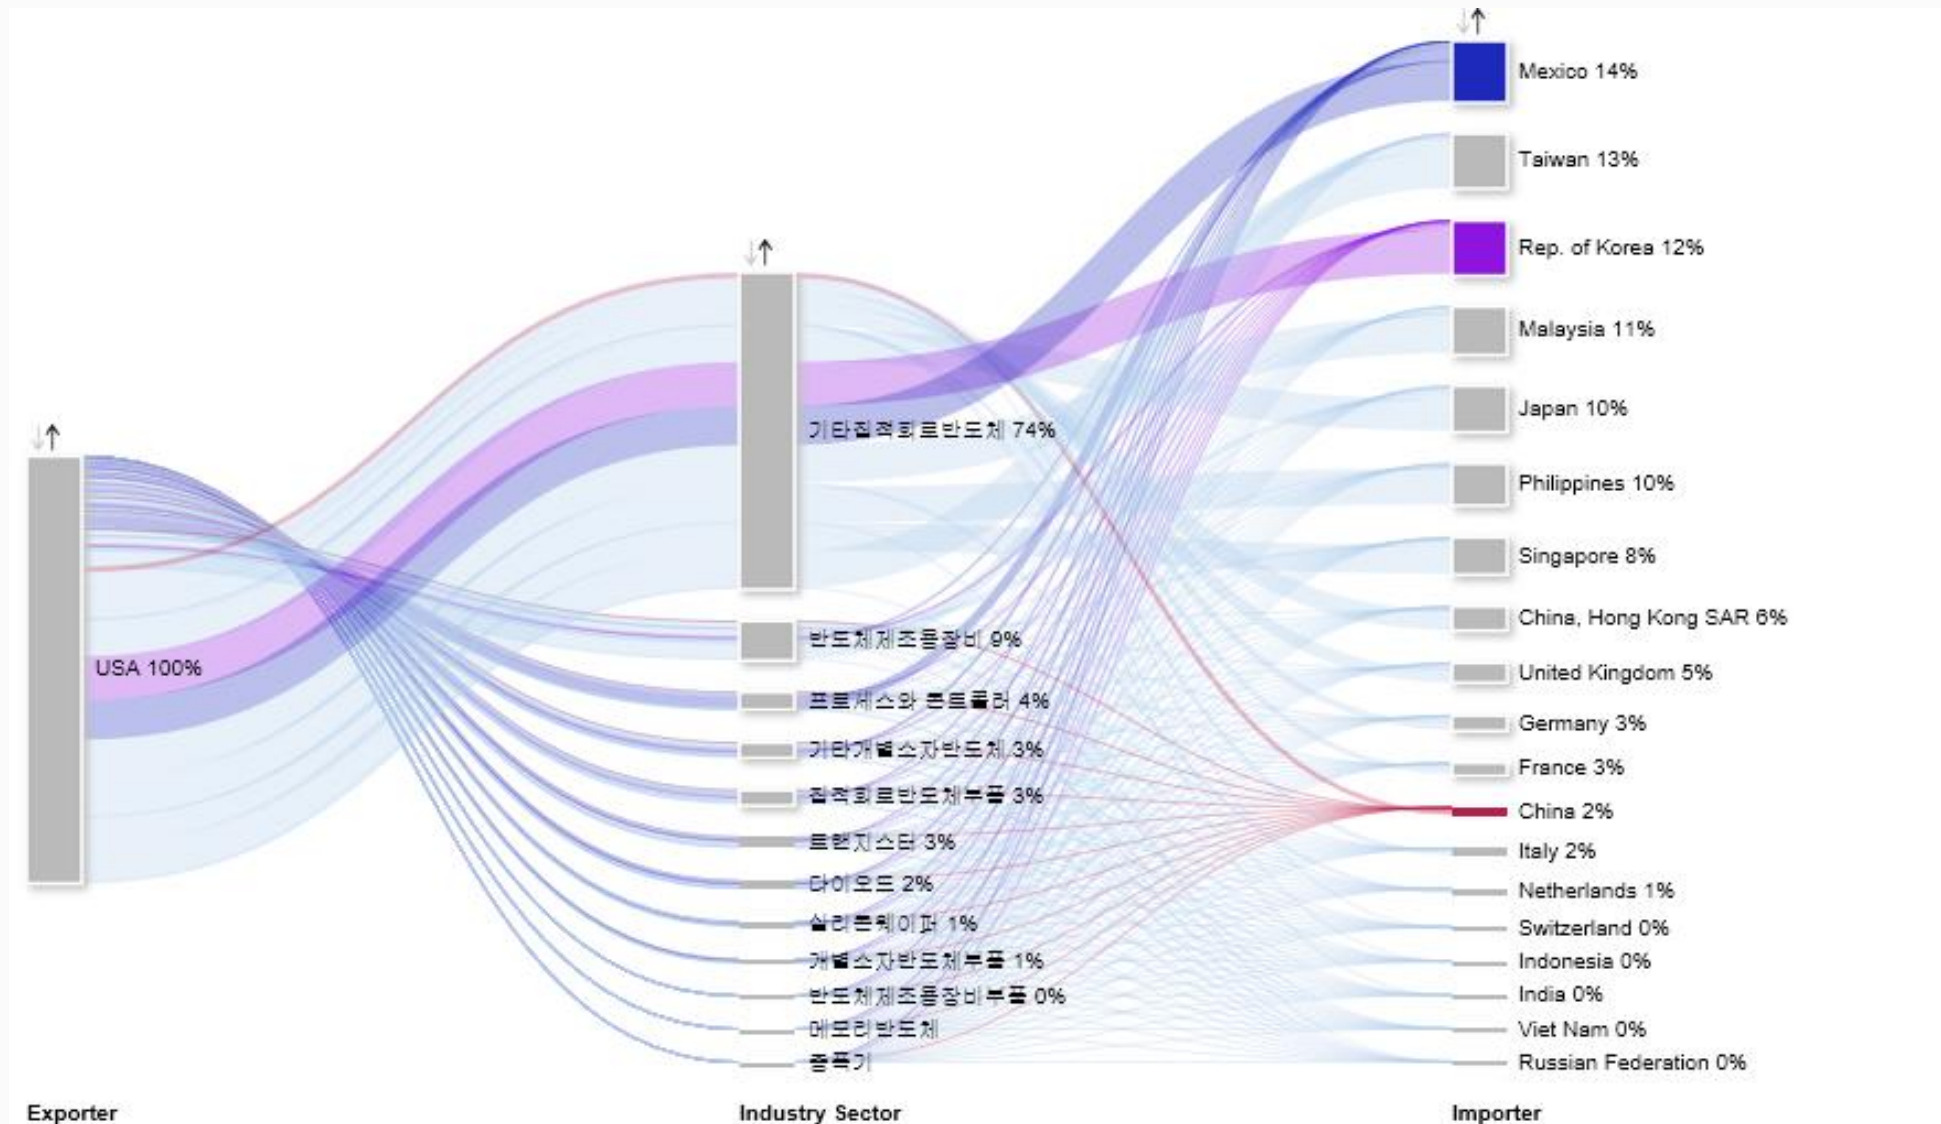 USA 100%
기타집적회로반도체 74%
반도체제조용장비 9%
프로세스와 콘트롤러 4%
기타개별소자반도체 3%
집적회로반도체부품 3%
트랜지스터 3%
다이오드 2%
실리콘웨이퍼 1%
개별소자반도체부품 1%
반도체제조용장비부품 0%
메모리반도체
증폭기
Mexico 14%
Taiwan 13%
Rep. of Korea 12%
Malaysia 11%
Japan 10%
Philippines 10%
Singapore 8%
China, Hong Kong SAR 6%
United Kingdom 5%
Germany 3%
France 3%
China 2%
Italy 2%
Netherlands 1%
Switzerland 0%
Indonesia 0%
India 0%
Viet Nam 0%
Russian Federation 0%
Exporter
Industry Sector
Importer